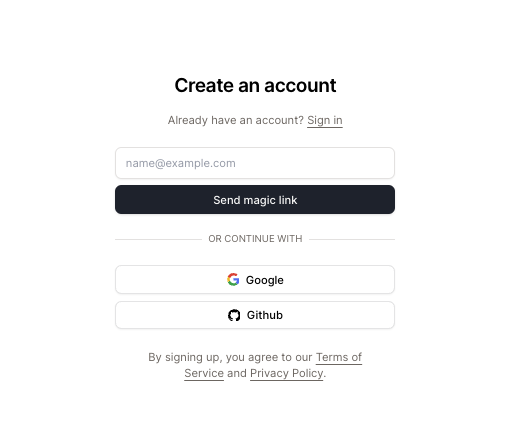 Create an account
Already have an account? Sign in
name@example.com
Send magic link
OR CONTINUE WITH
Google
Github
By signing up, you agree to our Terms of
Service and Privacy Policy.